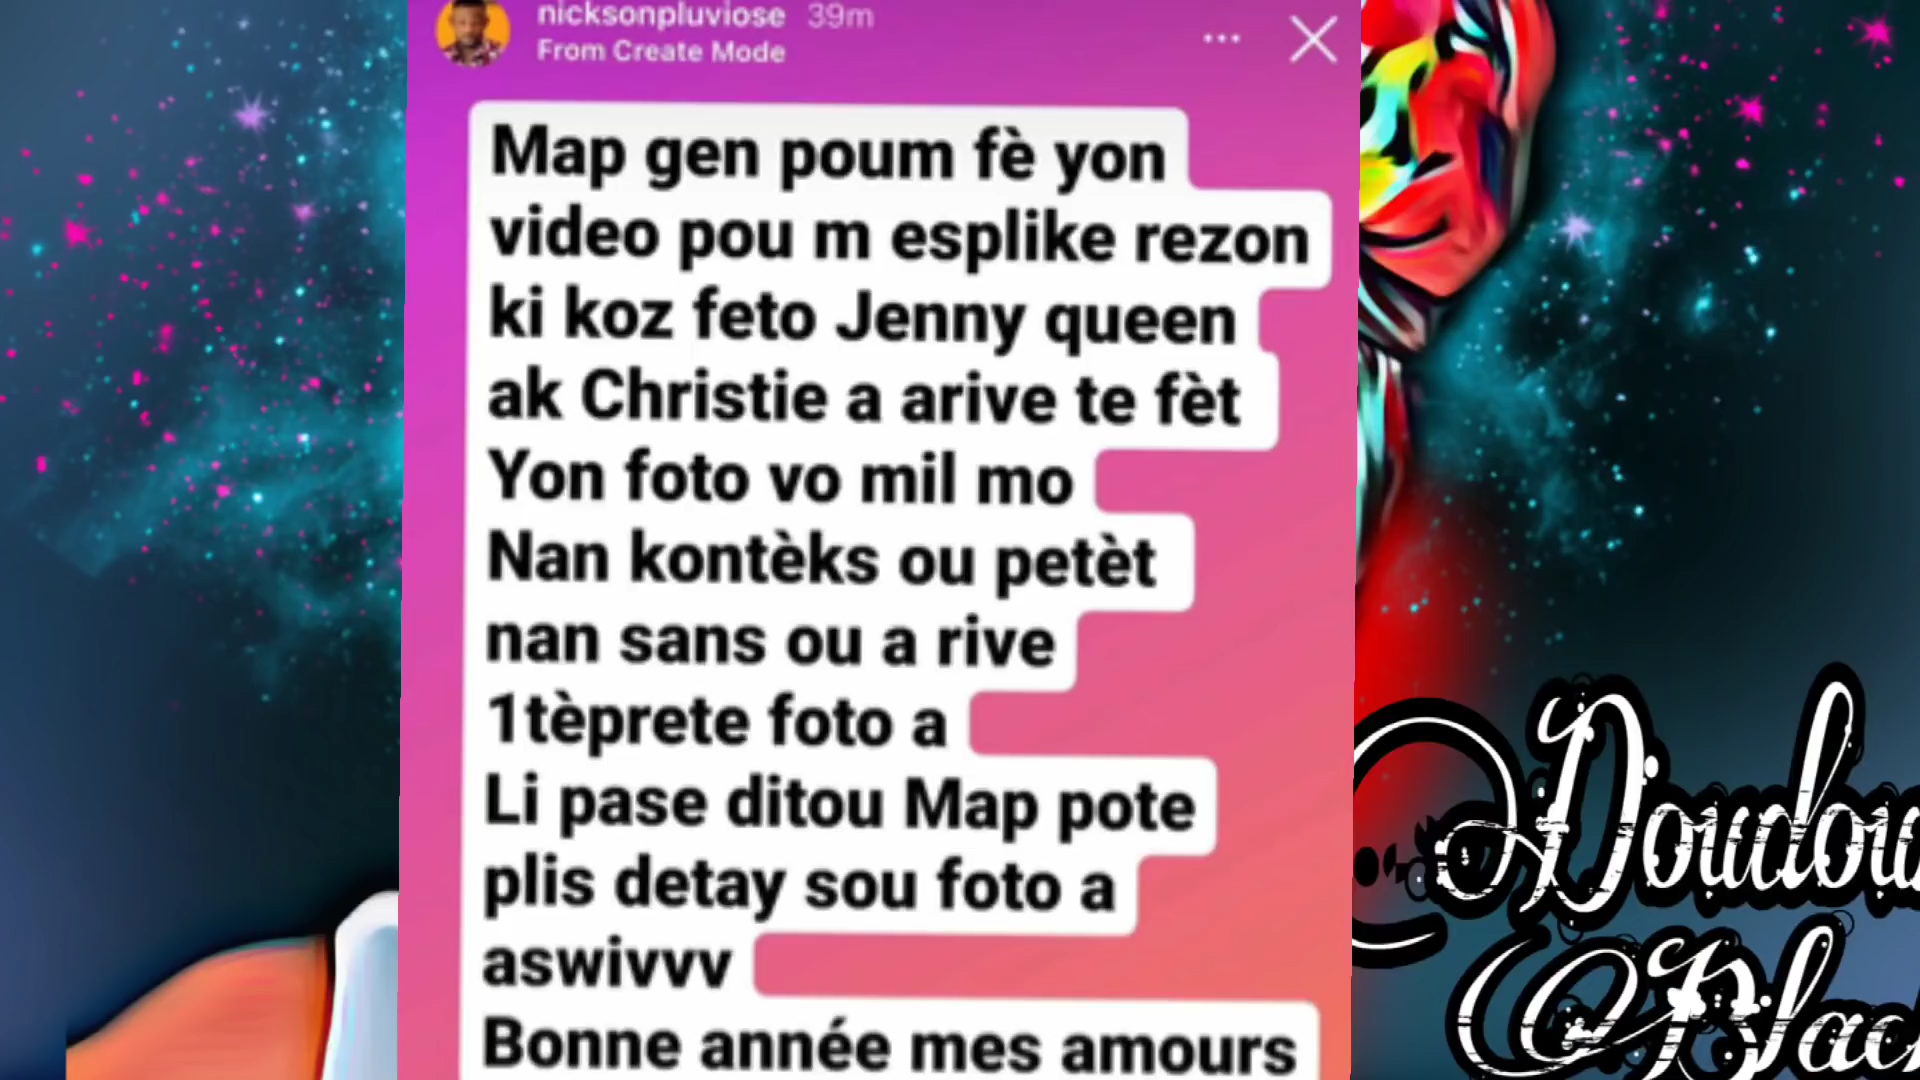 nicksonpluviose 39m
From Create Mode
Map gen poum fè yon
video pou m esplike rezon
ki koz feto Jenny queen
ak Christie a arive te fèt
Yon foto vo mil mo
Nan kontèks ou petèt
nan sans ou a rive
1tèprete foto a
Li pase ditou Map pote
plis detay sou foto a
aswivvv
Bonne année mes amours
Doudou
Blac